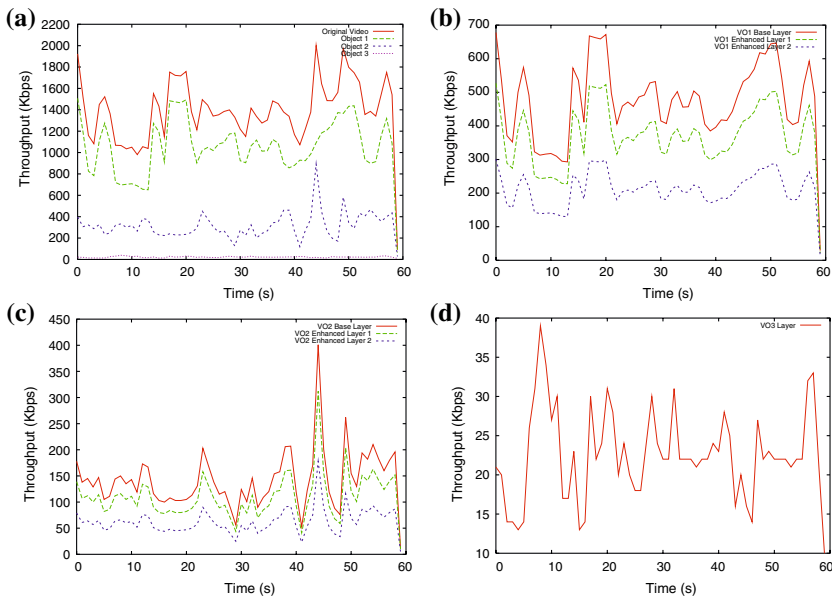 (a)
Throughput (Kbps)
2200
2000
1800
1600
1400
1200
1000
800
600
400
200
0
Original Video
Object 1
Object 2
Object 3
0 10 20 30 40 50 60
Time (s)
(b)
Throughput (Kbps)
700
600
500
400
300
200
100
0
VO1 Base Layer
VO1 Enhanced Layer 1
VO1 Enhanced Layer 2
0 10 20 30 40 50 60
Time (s)
(c)
Throughput (Kbps)
450
400
350
300
250
200
150
100
50
0
VO2 Base Layer
VO2 Enhanced Layer 1
VO2 Enhanced Layer 2
0 10 20 30 40 50 60
Time (s)
(d)
Throughput (Kbps)
40
35
30
25
20
15
10
VO3 Layer
0 10 20 30 40 50 60
Time (s)